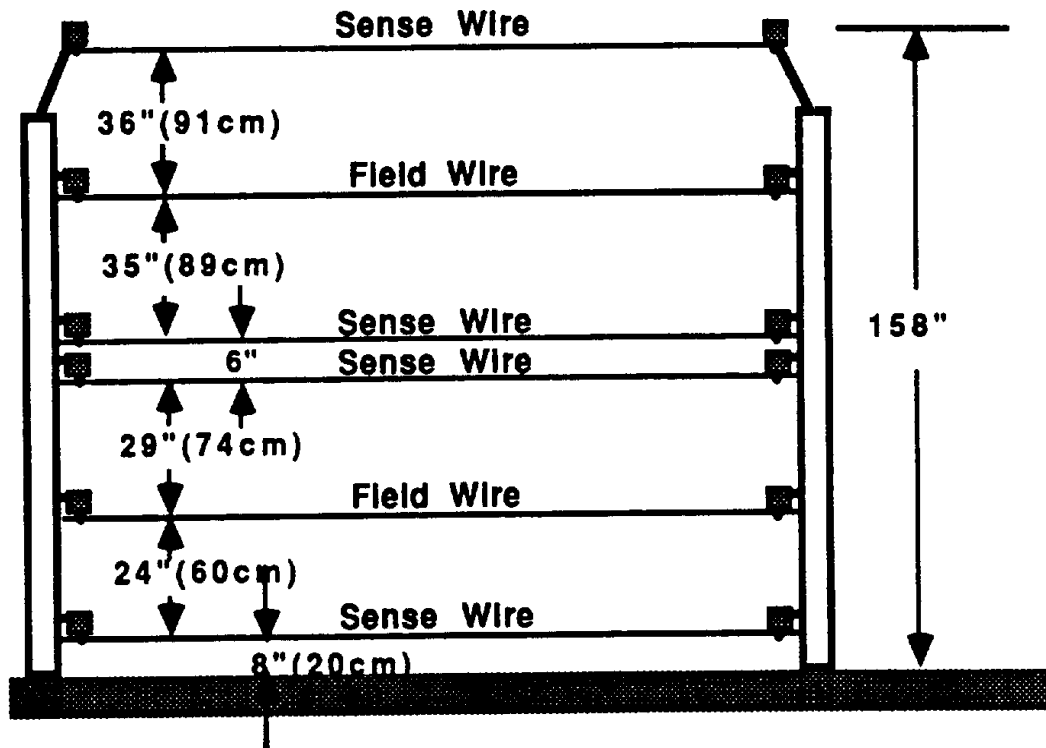 Sense Wire
36"(91cm)
Field Wire
35"(89cm)
Sense Wire
158"
6"
Sense Wire
29"(74cm)
Field Wire
24"(60cm)
Sense Wire
8"(20cm)